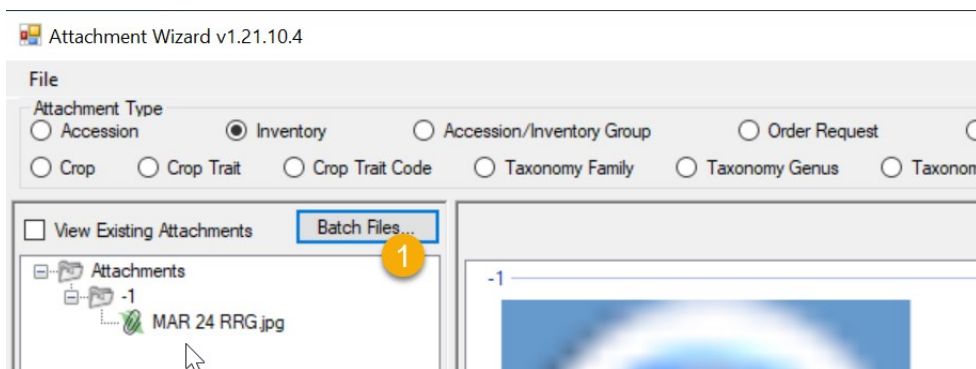 Attachment Wizard v1.21.10.4
File
Attachment Type
Accession Inventory Accession/Inventory Group Order Request
Crop Crop Trait Crop Trait Code Taxonomy Family Taxonomy Genus
View Existing Attachments Batch Files...
1
Attachments
-1
MAR 24 RRG.jpg
-1